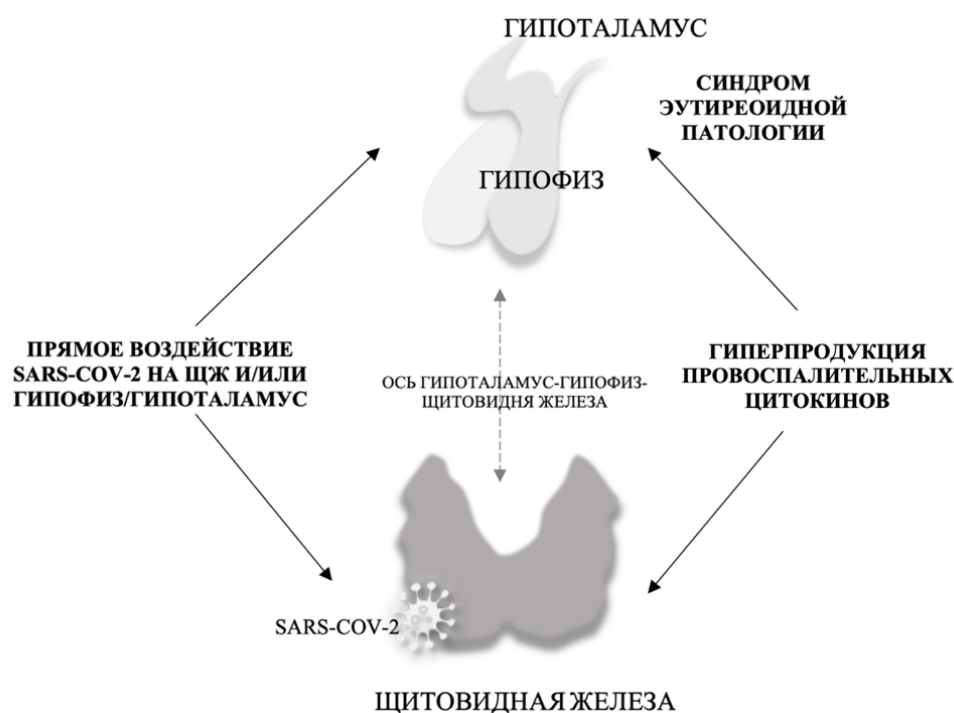 ГИПОТАЛАМУС
СИНДРОМ
ЭУТИРЕОИДНОЙ
ПАТОЛОГИИ
ГИПОФИЗ
ПРЯМОЕ ВОЗДЕЙСТВИЕ
SARS-COV-2 НА ЩЖ И/ИЛИ
ГИПОФИЗ/ГИПОТАЛАМУС
ОСЬ ГИПОТАЛАМУС-ГИПОФИЗ-
ЩИТОВИДНЯ ЖЕЛЕЗА
ГИПЕРПРОДУКЦИЯ
ПРОВОСПАЛИТЕЛЬНЫХ
ЦИТОКИНОВ
SARS-COV-2
ЩИТОВИДНАЯ ЖЕЛЕЗА